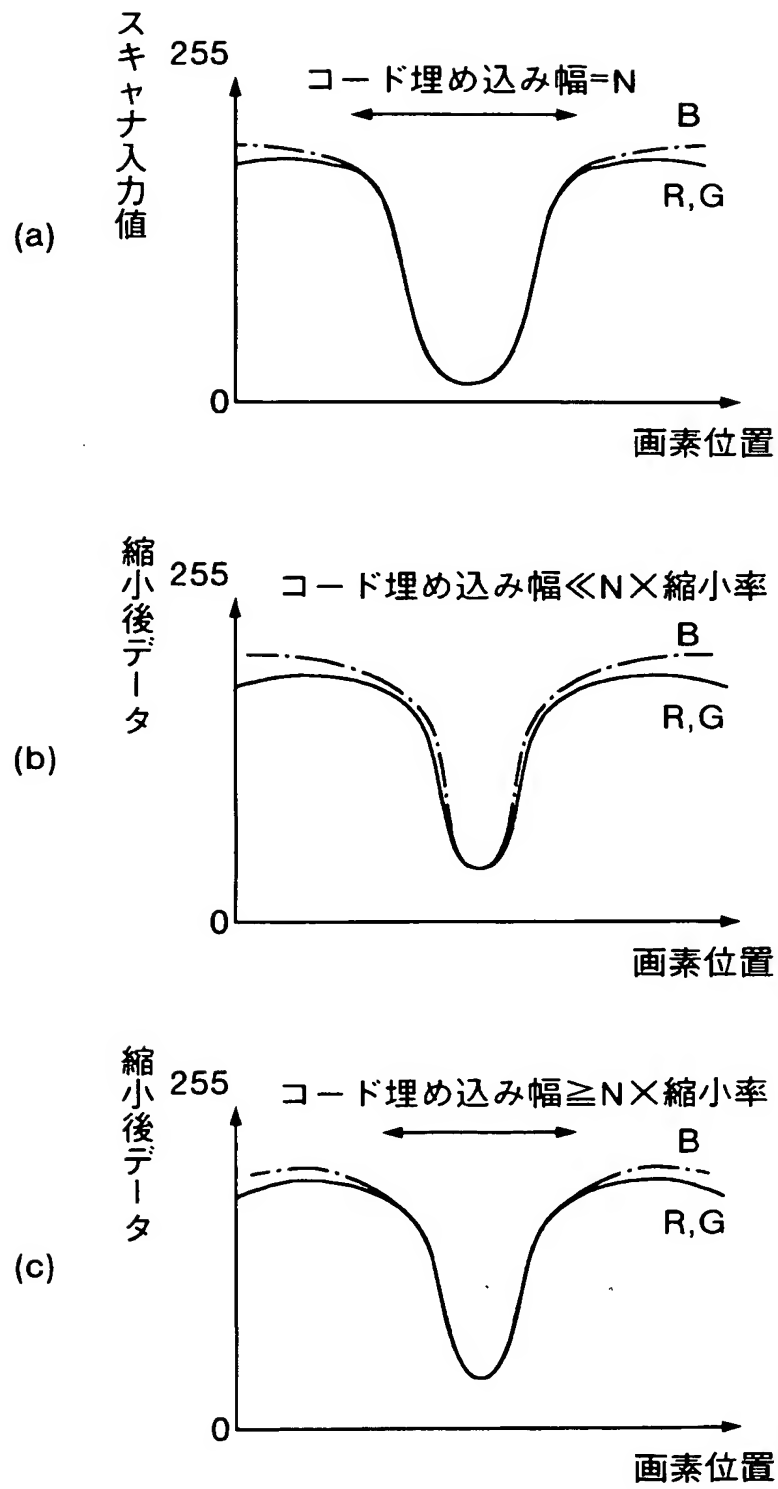 (a)
スキャナ入力値
255
コード埋め込み幅=N
B
R,G
0
画素位置
(b)
縮小後データ
255
コード埋め込み幅≪N×縮小率
B
R,G
0
画素位置
(c)
縮小後データ
255
コード埋め込み幅≧N×縮小率
B
R,G
0
画素位置